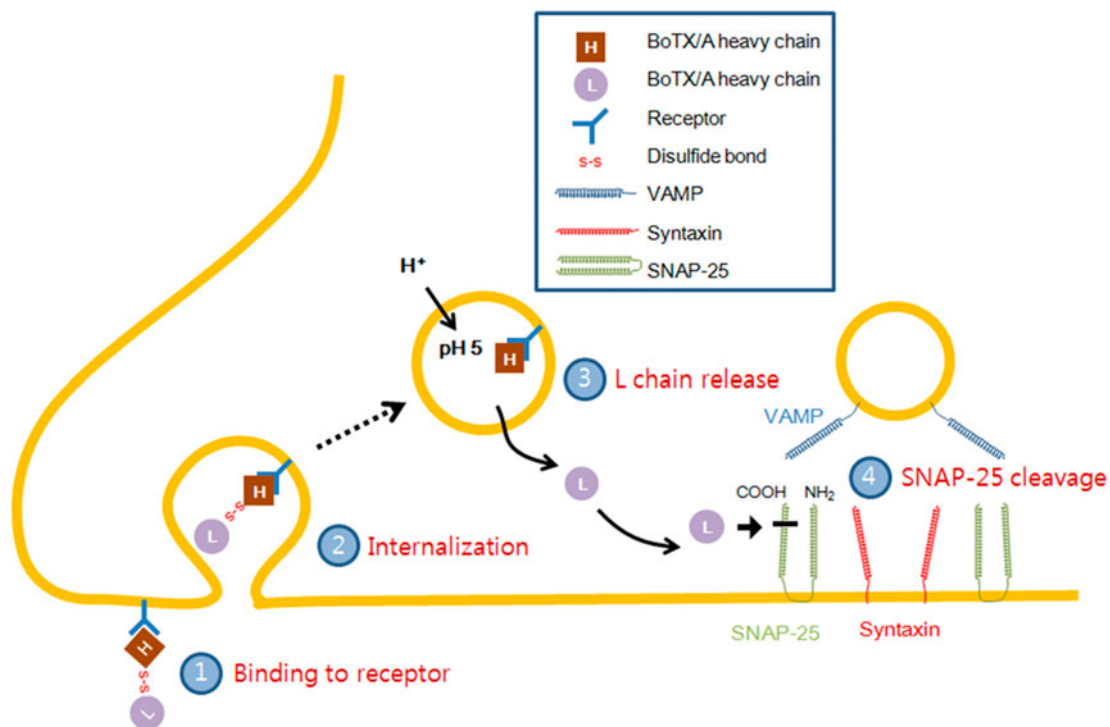 H BoTX/A heavy chain
L BoTX/A heavy chain
Receptor
s-s Disulfide bond
VAMP
Syntaxin
SNAP-25
H⁺
pH 5
H
3 L chain release
VAMP
L
COOH NH₂
4 SNAP-25 cleavage
H
s-s
L
L
2 Internalization
SNAP-25
Syntaxin
H
s-s
L
1 Binding to receptor